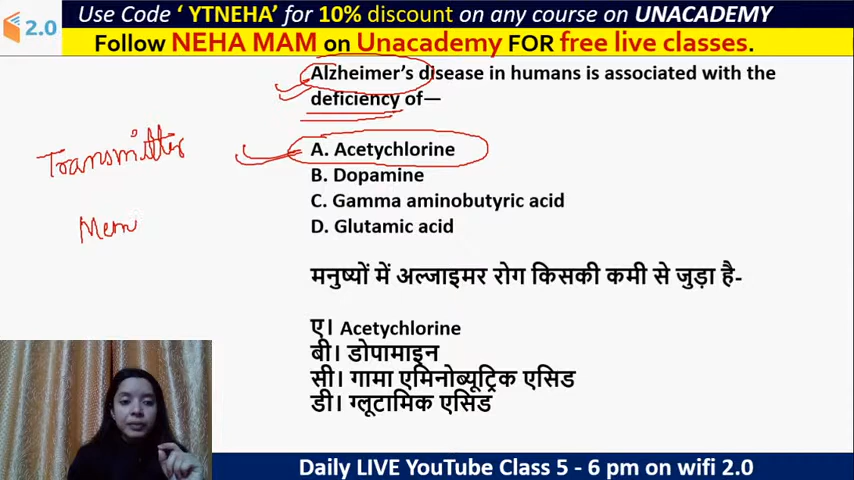 2.0
Use Code ‘ YTNEHA’ for 10% discount on any course on UNACADEMY
Follow NEHA MAM on Unacademy FOR free live classes.
Alzheimer’s disease in humans is associated with the
deficiency of—
Transmitter
A. Acetychlorine
B. Dopamine
C. Gamma aminobutyric acid
Mem
D. Glutamic acid
मनुष्यों में अल्जाइमर रोग किसकी कमी से जुड़ा है-
ए। Acetychlorine
बी। डोपामाइन
सी। गामा एमिनोब्यूट्रिक एसिड
डी। ग्लूटामिक एसिड
Daily LIVE YouTube Class 5 - 6 pm on wifi 2.0